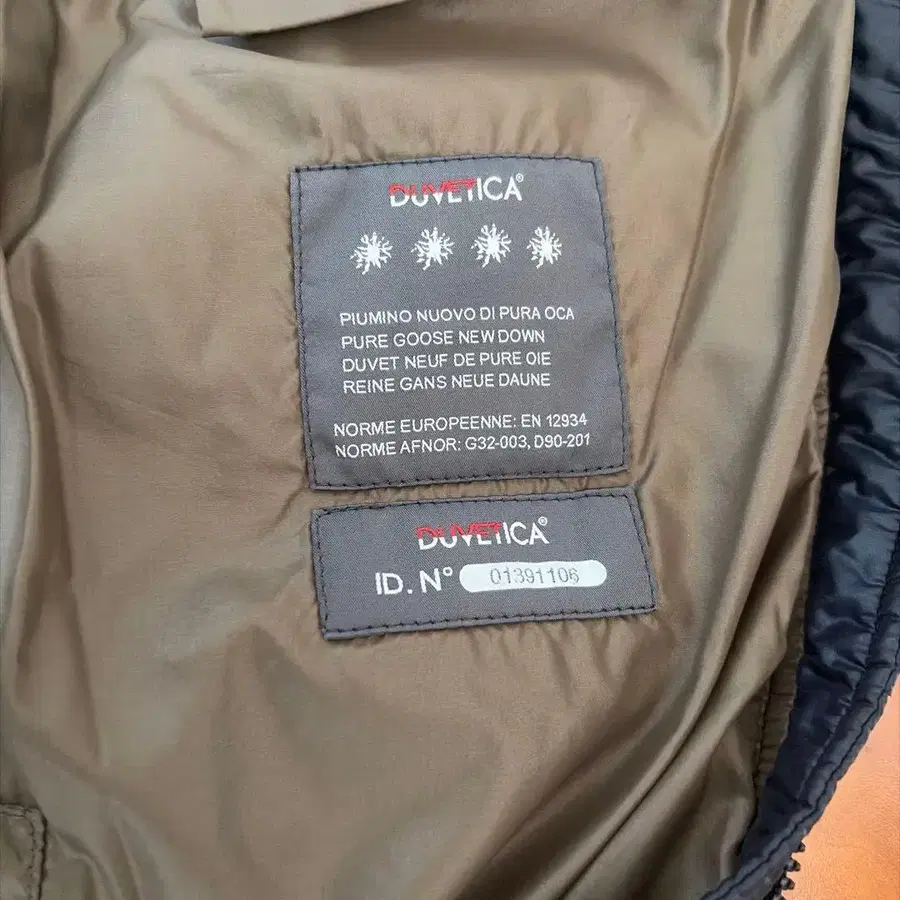 DUVETICA®
PIUMINO NUOVO DI PURA OCA
PURE GOOSE NEW DOWN
DUVET NEUF DE PURE OIE
REINE GANS NEUE DAUNE
NORME EUROPEENNE: EN 12934
NORME AFNOR: G32-003, D90-201
DUVETICA®
ID. N° 01391106